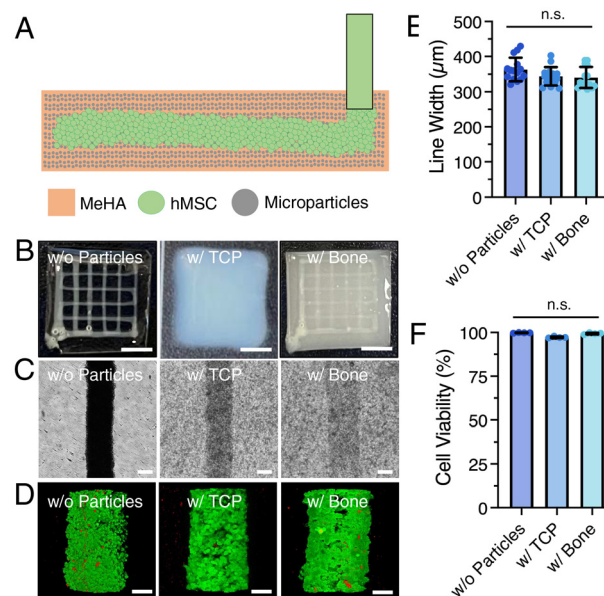 A
MeHA
hMSC
Microparticles
B
w/o Particles
w/ TCP
w/ Bone
C
w/o Particles
w/ TCP
w/ Bone
D
w/o Particles
w/ TCP
w/ Bone
E
n.s.
500
400
300
200
100
0
Line Width (µm)
w/o Particles
w/ TCP
w/ Bone
F
n.s.
100
75
50
25
0
Cell Viability (%)
w/o Particles
w/ TCP
w/ Bone